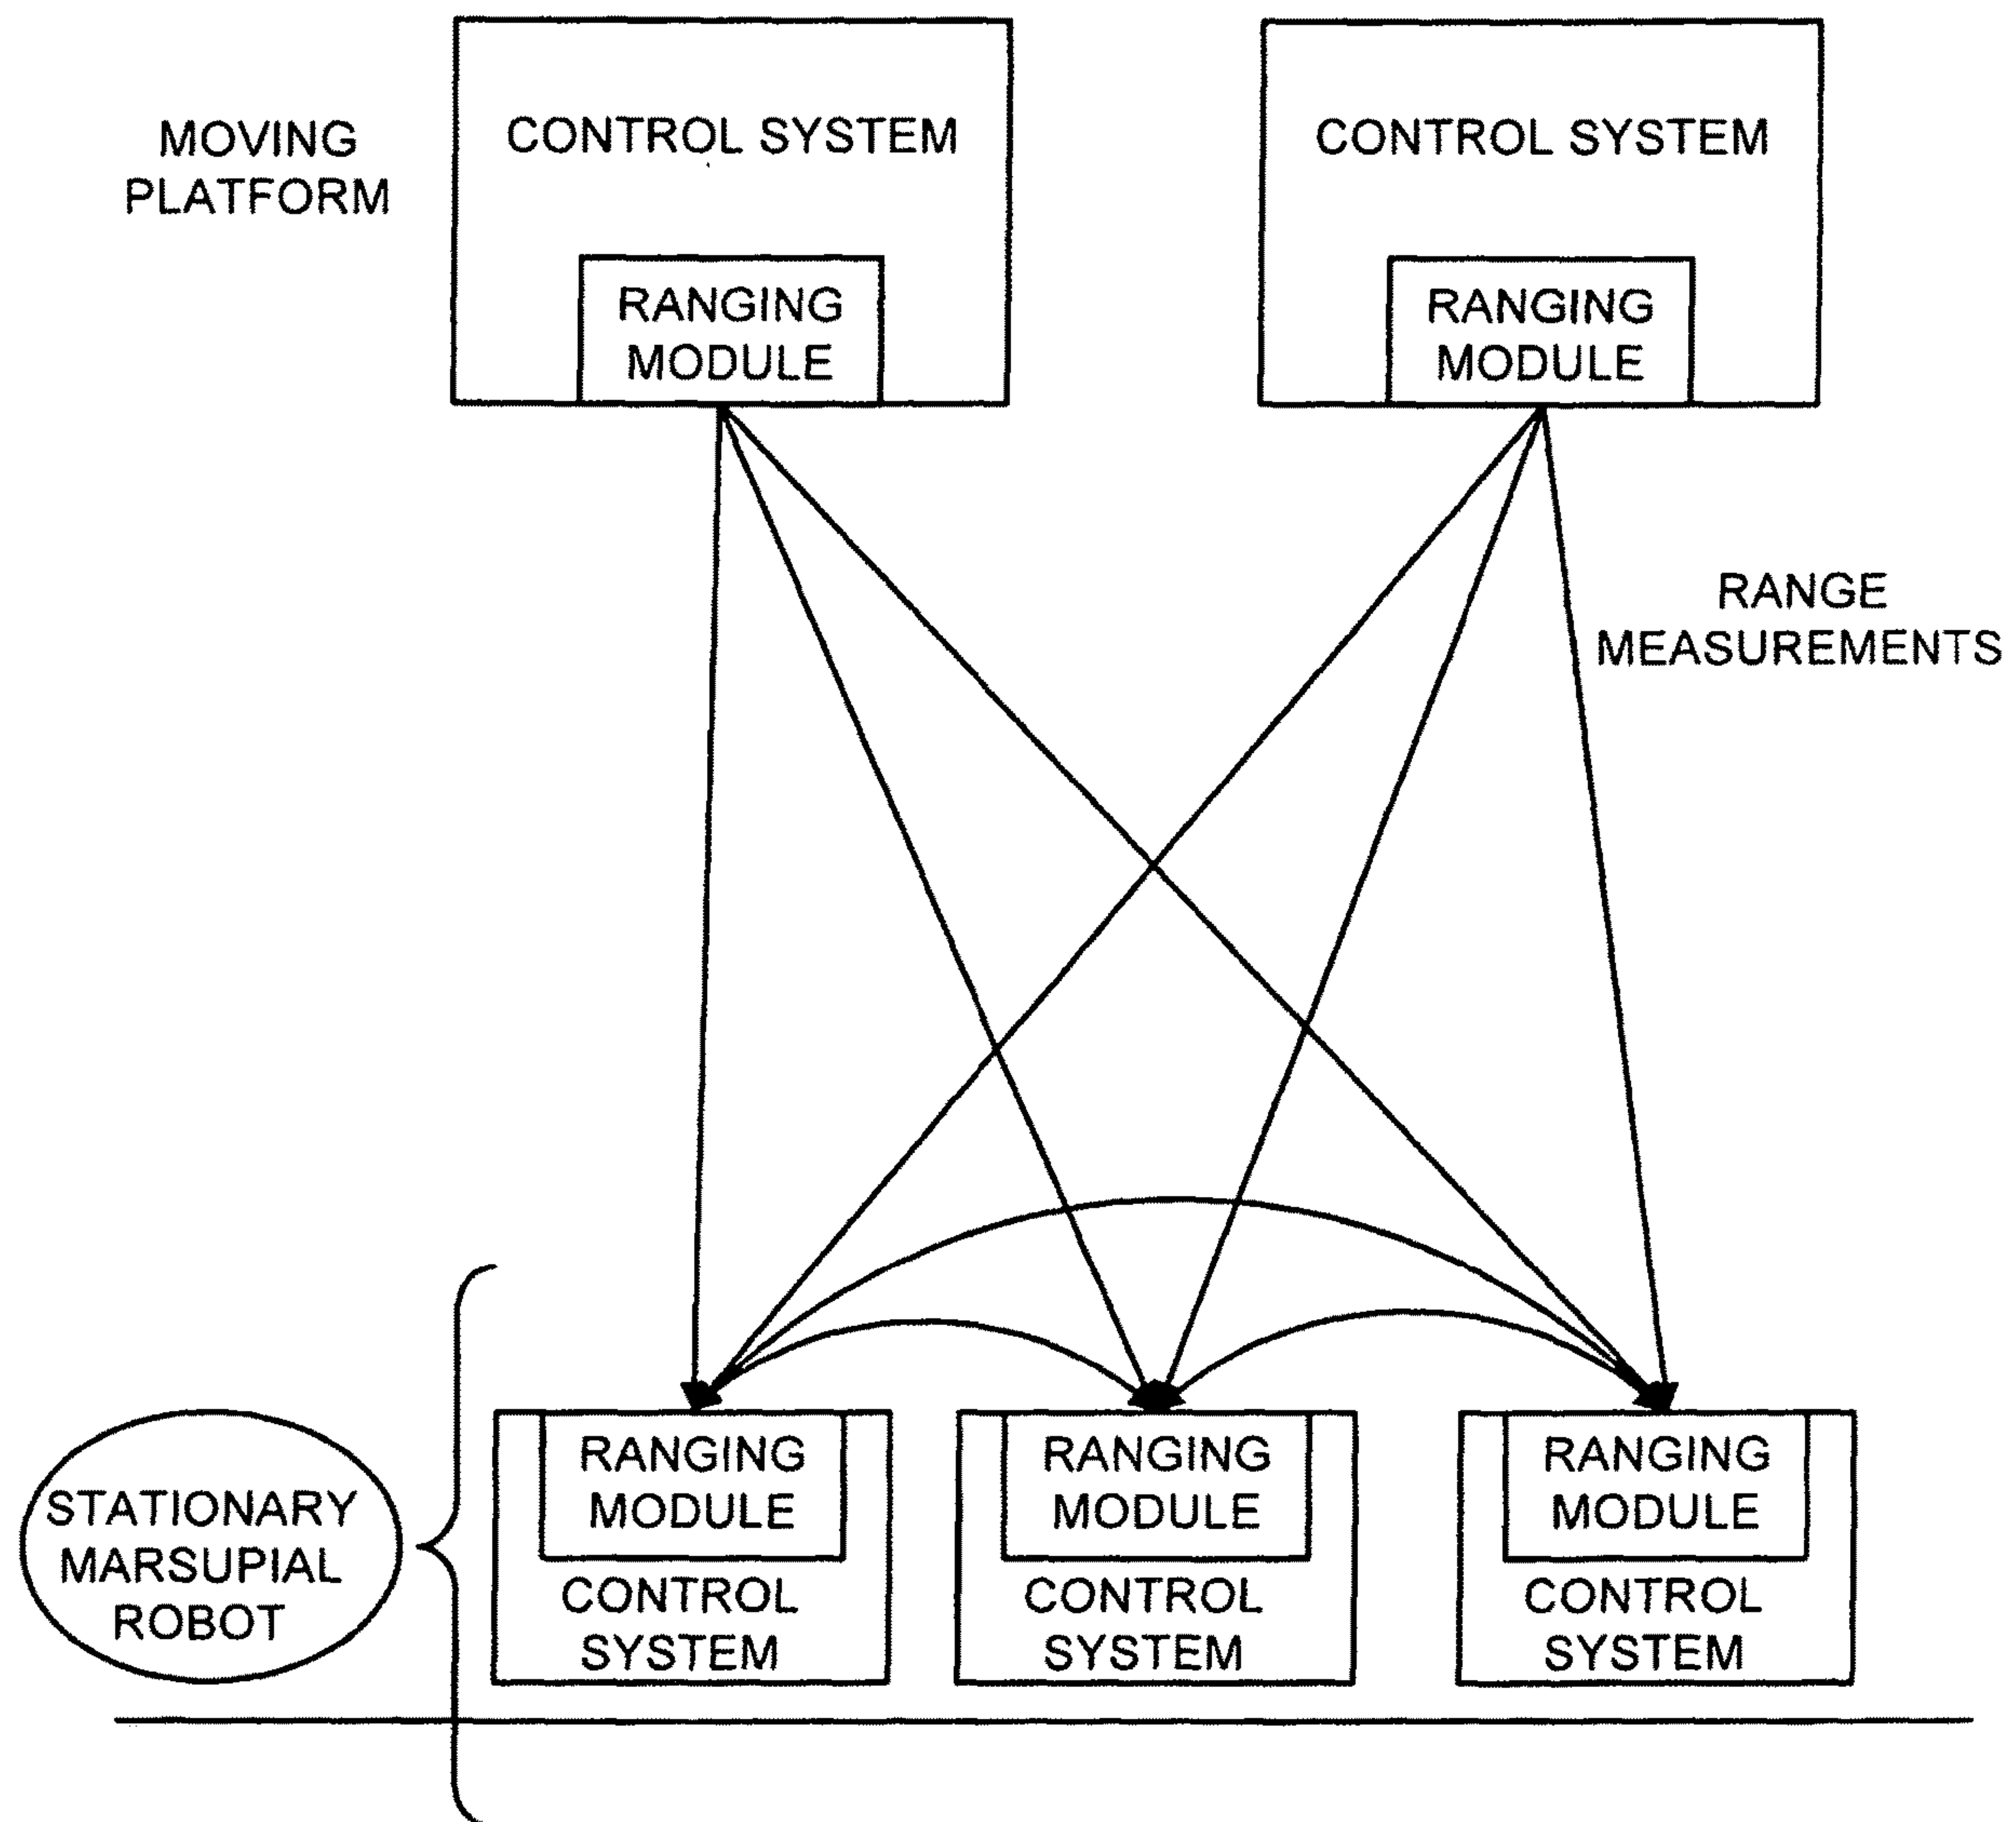 MOVING
PLATFORM
CONTROL SYSTEM
RANGING
MODULE
CONTROL SYSTEM
RANGING
MODULE
RANGE
MEASUREMENTS
STATIONARY
MARSUPIAL
ROBOT
RANGING
MODULE
CONTROL
SYSTEM
RANGING
MODULE
CONTROL
SYSTEM
RANGING
MODULE
CONTROL
SYSTEM